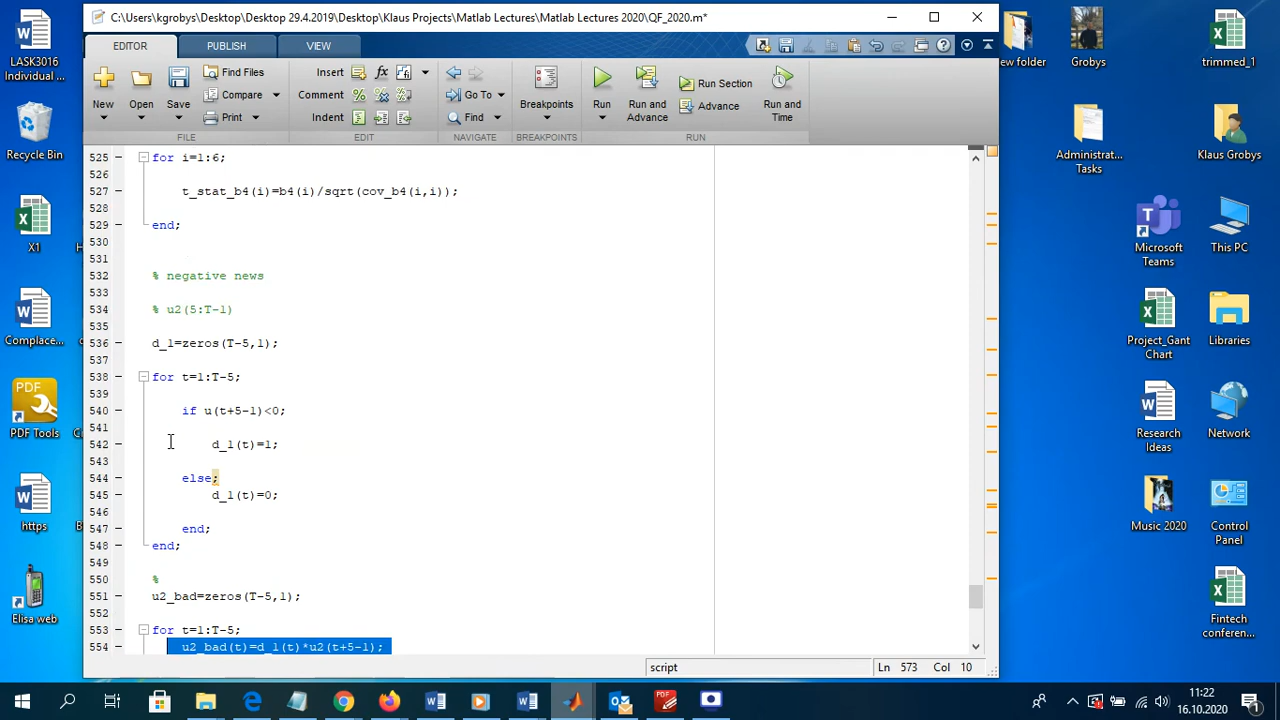 C:\Users\kgrobys\Desktop\Desktop 29.4.2019\Desktop\Klaus Projects\Matlab Lectures\Matlab Lectures 2020\QF_2020.m*
EDITOR PUBLISH VIEW
New Open Save Find Files Compare Print
Insert Comment Indent
Go To Find
Breakpoints Run Run and Advance Run Section Advance Run and Time
FILE EDIT NAVIGATE BREAKPOINTS RUN
525 for i=1:6;
526
527 t_stat_b4(i)=b4(i)/sqrt(cov_b4(i,i));
528
529 end;
530
531
532 % negative news
533
534 % u2(5:T-1)
535
536 d_1=zeros(T-5,1);
537
538 for t=1:T-5;
539
540 if u(t+5-1)<0;
541
542 d_1(t)=1;
543
544 else;
545 d_1(t)=0;
546
547 end;
548 end;
549
550 %
551 u2_bad=zeros(T-5,1);
552
553 for t=1:T-5;
554 u2_bad(t)=d_1(t)*u2(t+5-1);
script
Ln 573 Col 10
LASK3016
Individual ...
Recycle Bin
X1
Complace...
PDF
PDF Tools
https
Elisa web
ew folder
Grobys
trimmed_1
Administrat...
Tasks
Klaus Grobys
Microsoft
Teams
This PC
Project_Gant
Chart
Libraries
Research
Ideas
Network
Music 2020
Control
Panel
Fintech
conferen...
11:22
16.10.2020
1